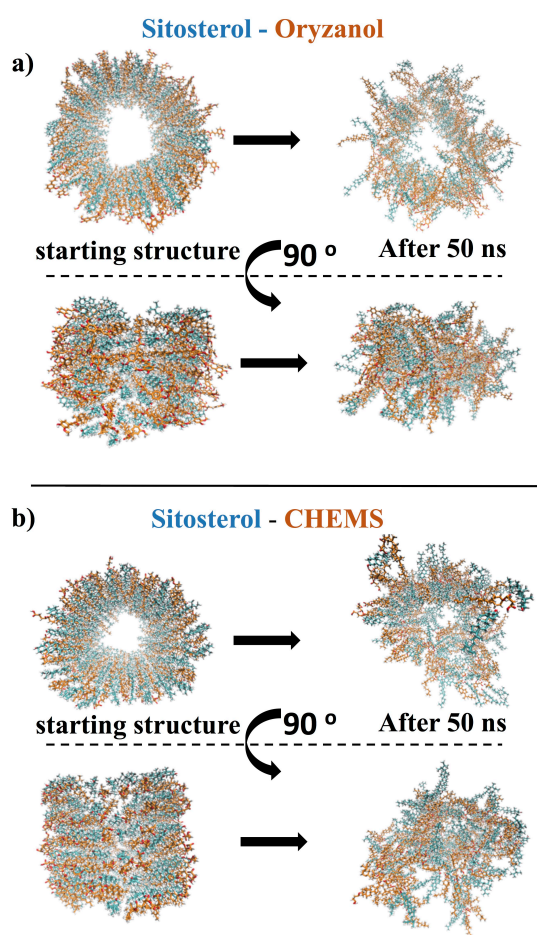 Sitosterol - Oryzanol
a)
starting structure 90 o After 50 ns
b) Sitosterol - CHEMS
starting structure 90 o After 50 ns